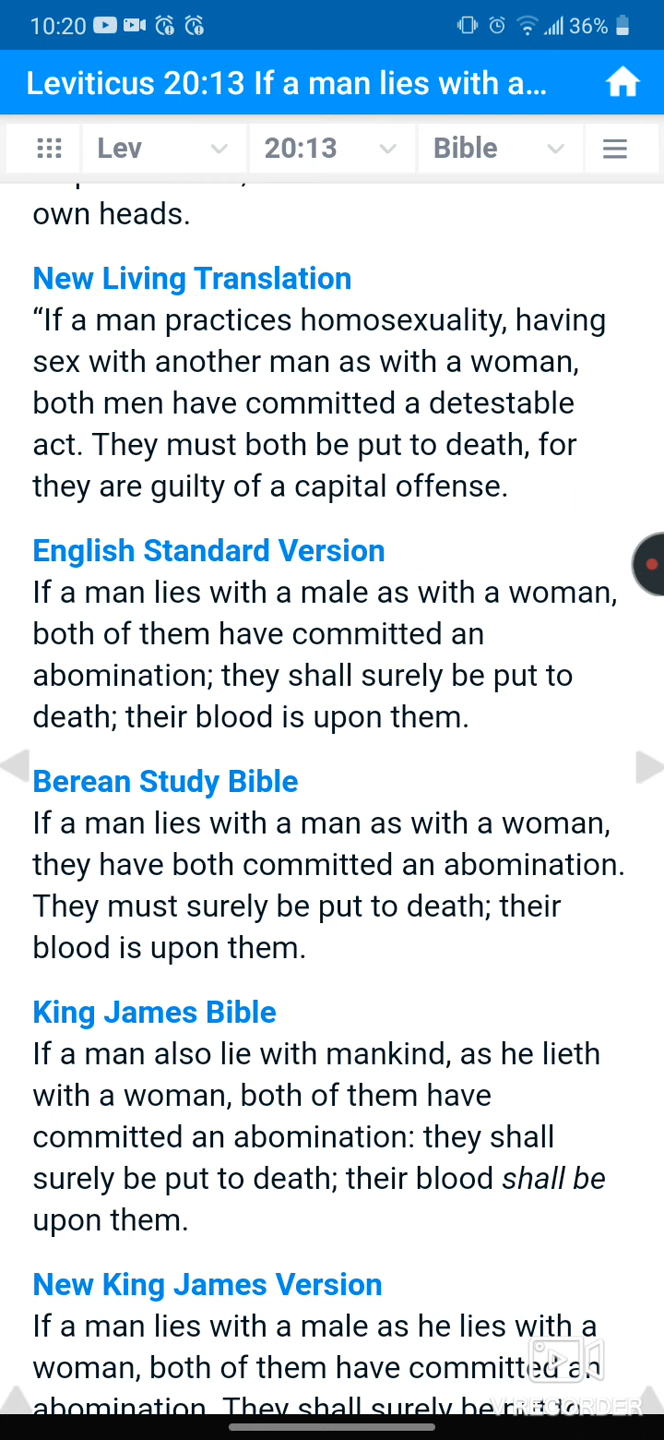 10:20 36%
Leviticus 20:13 If a man lies with a...
Lev 20:13 Bible
own heads.
New Living Translation
“If a man practices homosexuality, having
sex with another man as with a woman,
both men have committed a detestable
act. They must both be put to death, for
they are guilty of a capital offense.
English Standard Version
If a man lies with a male as with a woman,
both of them have committed an
abomination; they shall surely be put to
death; their blood is upon them.
Berean Study Bible
If a man lies with a man as with a woman,
they have both committed an abomination.
They must surely be put to death; their
blood is upon them.
King James Bible
If a man also lie with mankind, as he lieth
with a woman, both of them have
committed an abomination: they shall
surely be put to death; their blood shall be
upon them.
New King James Version
If a man lies with a male as he lies with a
woman, both of them have committed an
abomination. They shall surely be put to
V RECORDER